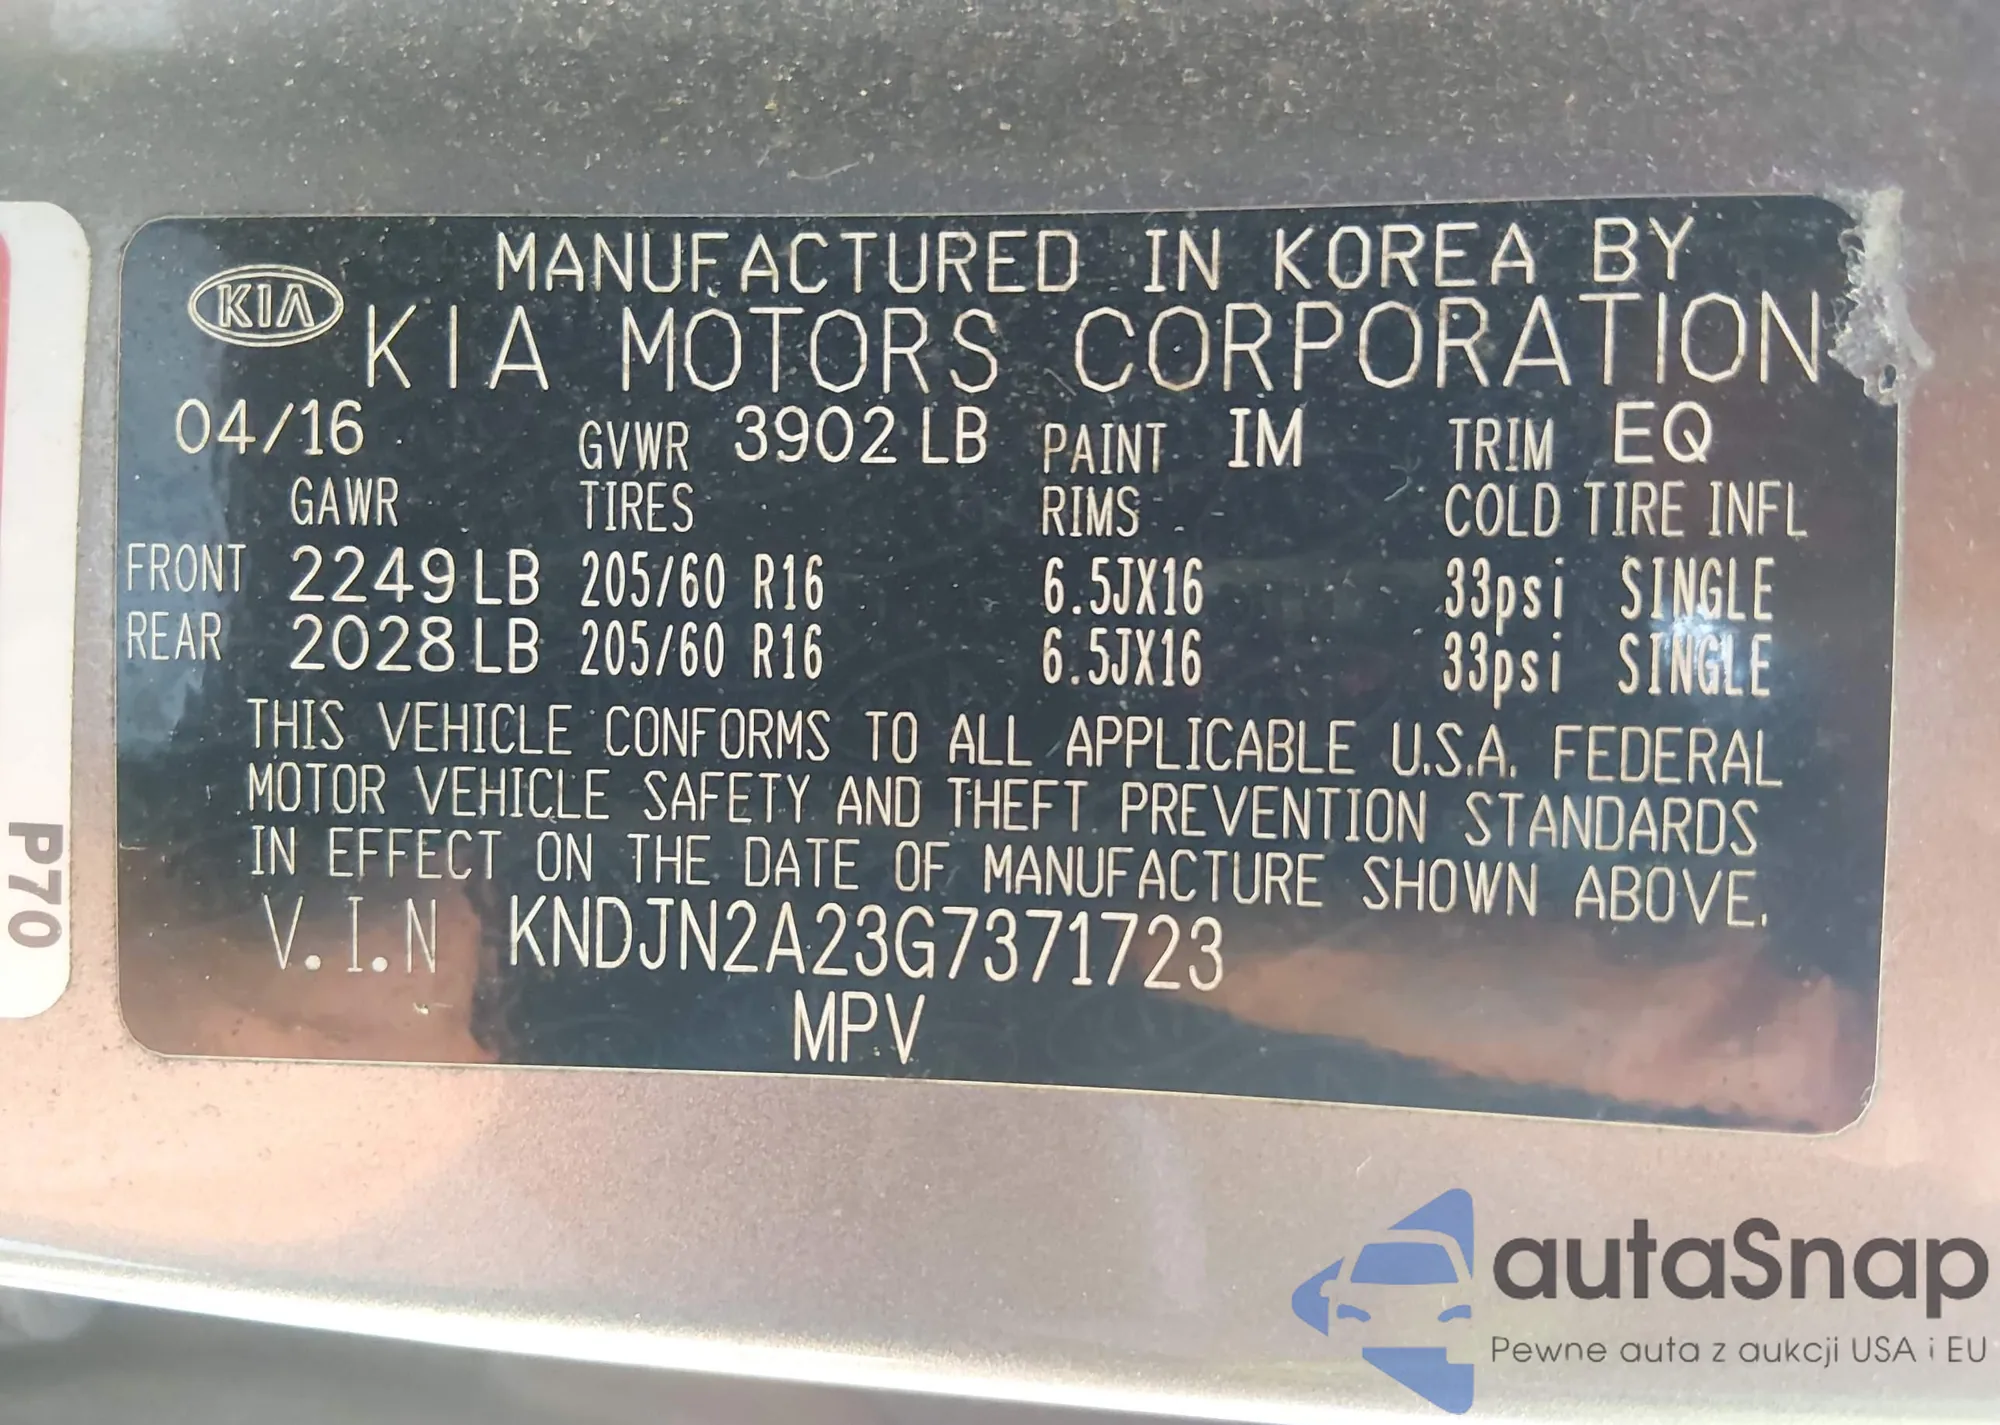 MANUFACTURED IN KOREA BY
KIA KIA MOTORS CORPORATION
04/16 GVWR 3902 LB PAINT IM TRIM EQ
GAWR TIRES RIMS COLD TIRE INFL
FRONT 2249 LB 205/60 R16 6.5JX16 33psi SINGLE
REAR 2028 LB 205/60 R16 6.5JX16 33psi SINGLE
THIS VEHICLE CONFORMS TO ALL APPLICABLE U.S.A. FEDERAL
MOTOR VEHICLE SAFETY AND THEFT PREVENTION STANDARDS
IN EFFECT ON THE DATE OF MANUFACTURE SHOWN ABOVE.
V.I.N KNDJN2A23G7371723
MPV
P70
autaSnap
Pewne auta z aukcji USA i EU